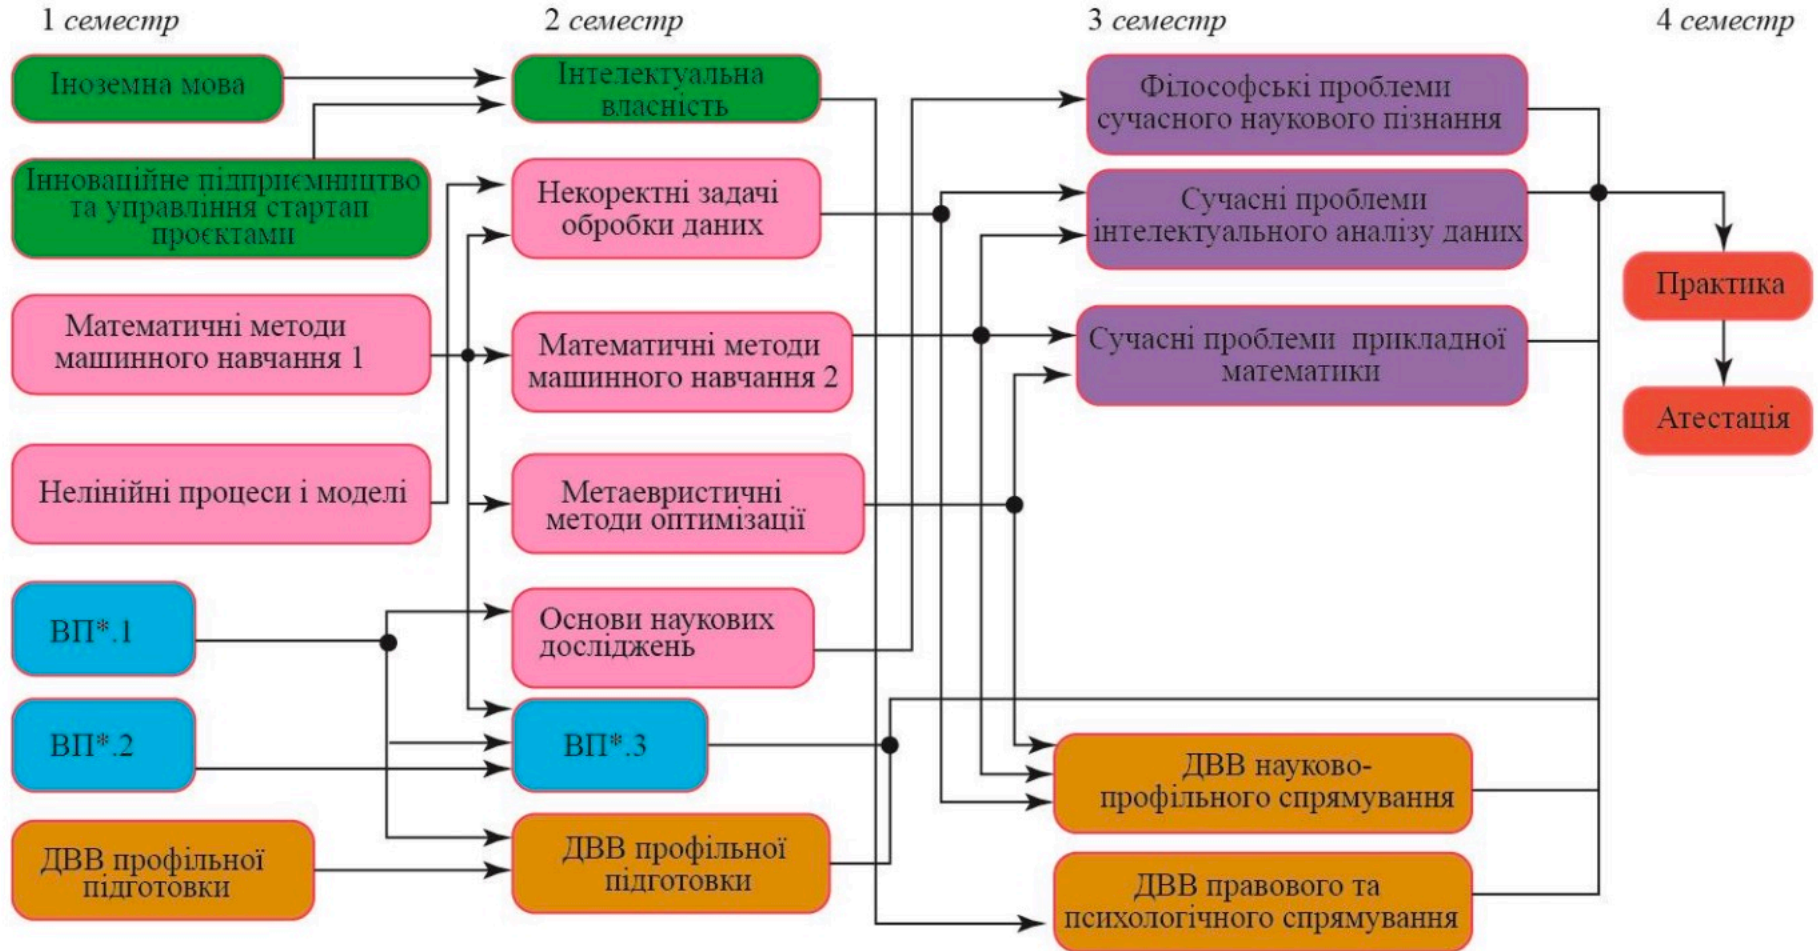 1 семестр
2 семестр
3 семестр
4 семестр
Іноземна мова
Інноваційне підприємництво
та управління стартап
проєктами
Математичні методи
машинного навчання 1
Нелінійні процеси і моделі
ВП*.1
ВП*.2
ДВВ профільної
підготовки
Інтелектуальна
власність
Некоректні задачі
обробки даних
Математичні методи
машинного навчання 2
Метаевристичні
методи оптимізації
Основи наукових
досліджень
ВП*.3
ДВВ профільної
підготовки
Філософські проблеми
сучасного наукового пізнання
Сучасні проблеми
інтелектуального аналізу даних
Сучасні проблеми прикладної
математики
ДВВ науково-
профільного спрямування
ДВВ правового та
психологічного спрямування
Практика
Атестація